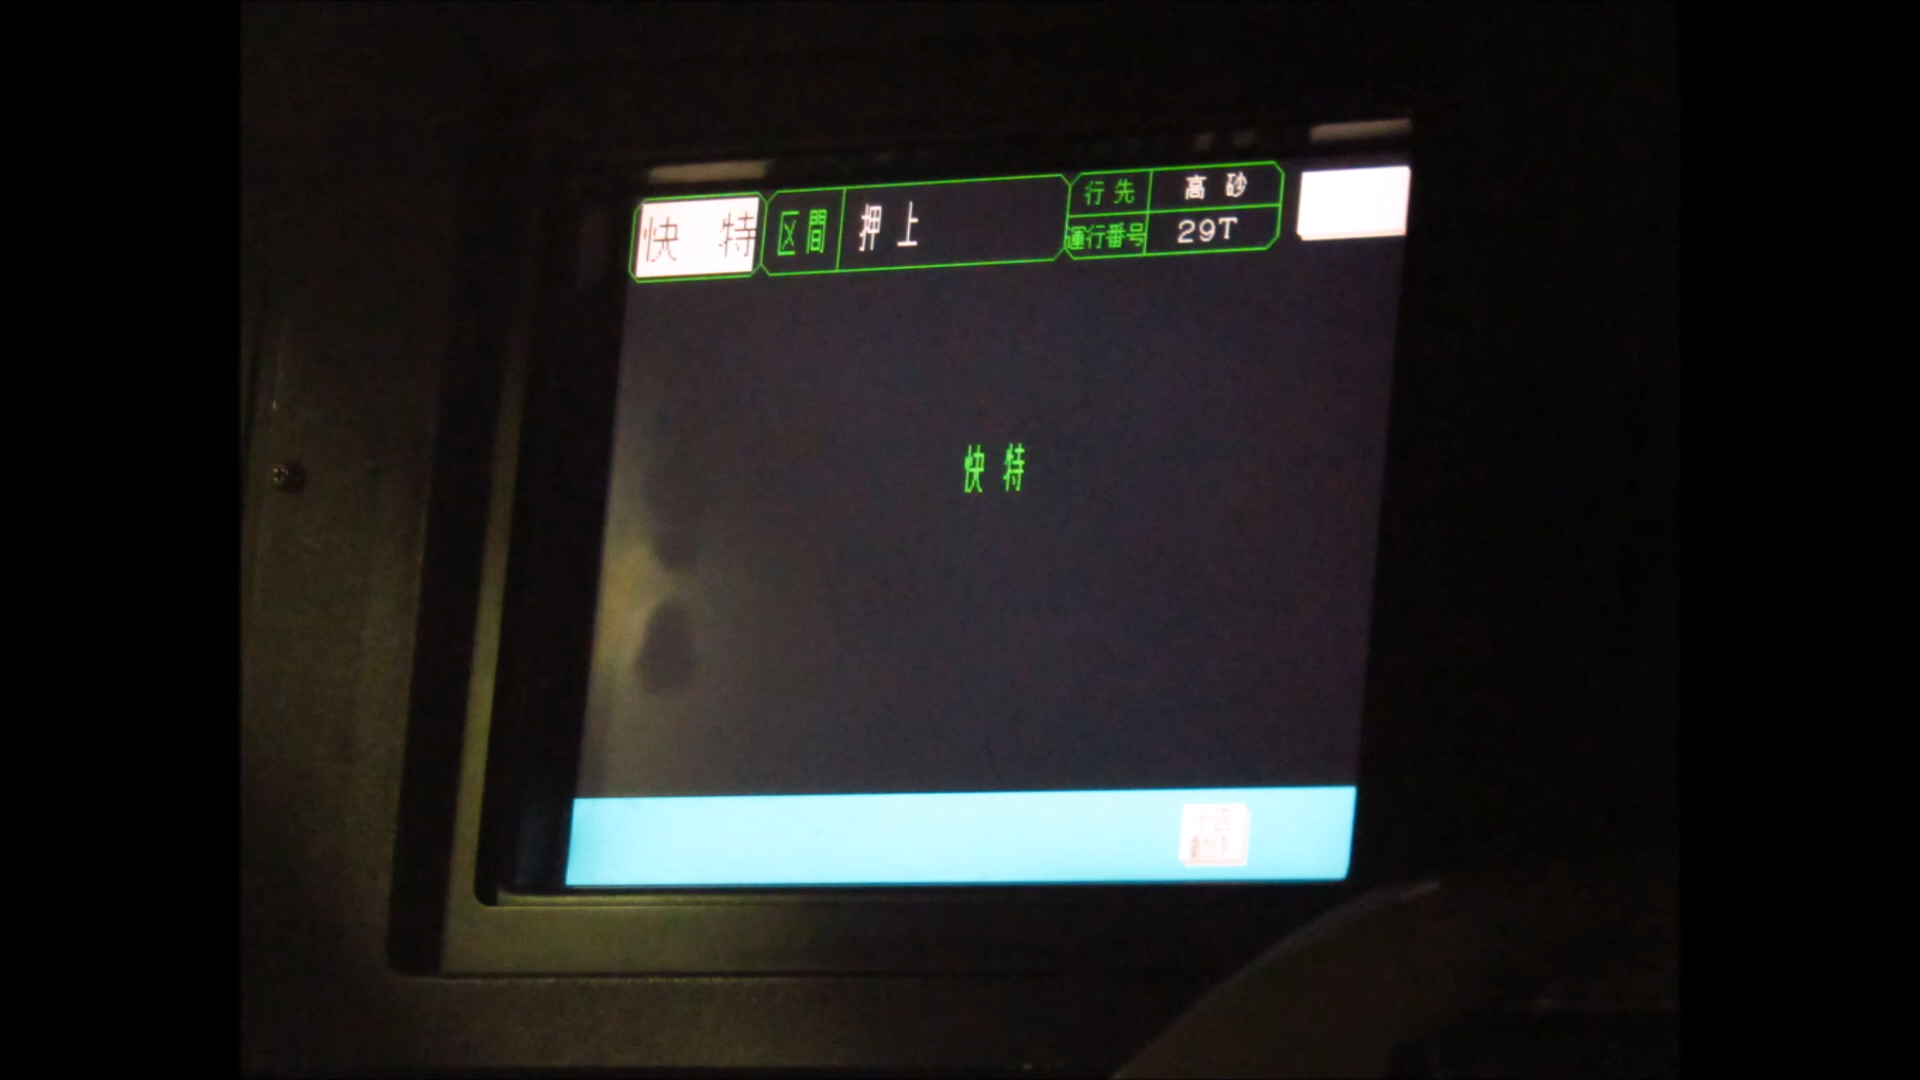 快 特
区間 押上
行先 高砂
運行番号 29T
快特